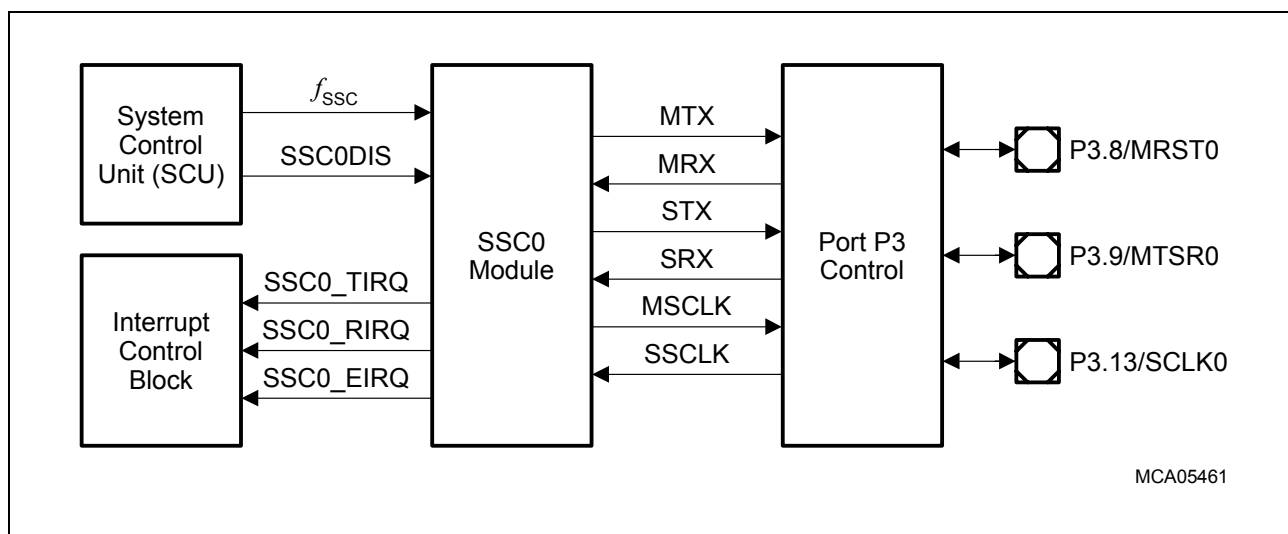 System
Control
Unit (SCU)
fSSC
SSC0DIS
Interrupt
Control
Block
SSC0_TIRQ
SSC0_RIRQ
SSC0_EIRQ
SSC0
Module
MTX
MRX
STX
SRX
MSCLK
SSCLK
Port P3
Control
P3.8/MRST0
P3.9/MTSR0
P3.13/SCLK0
MCA05461